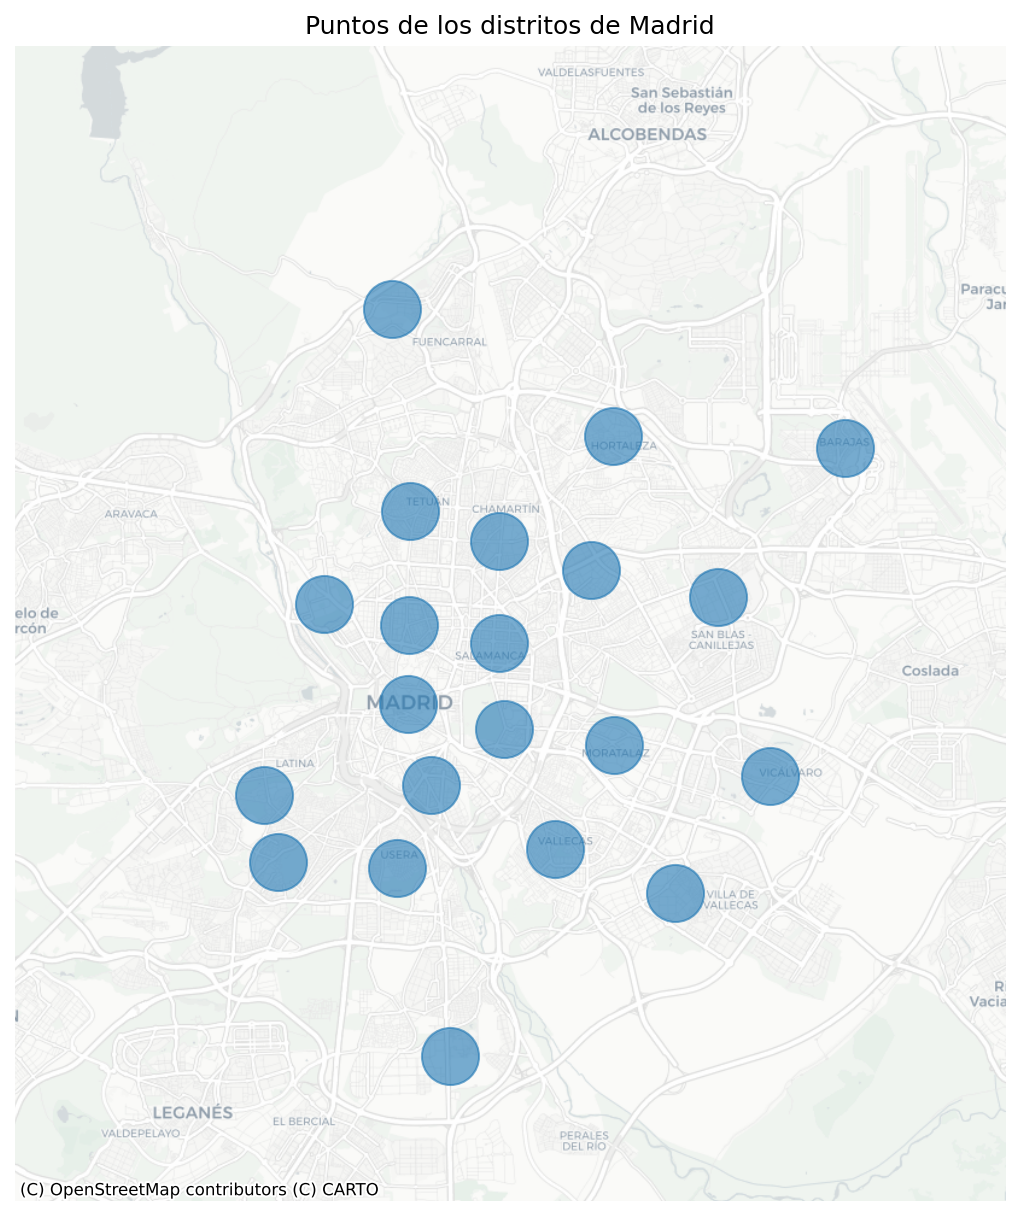 Puntos de los distritos de Madrid
VALDELASFUENTES
San Sebastián
de los Reyes
ALCOBENDAS
Paracu
Jar
FUENCARRAL
HORTALEZA
BARAJAS
TETUÁN
CHAMARTÍN
ARAVACA
elo de
rcón
SAN BLAS -
CANILLEJAS
SALAMANCA
Coslada
MADRID
MORATALAZ
LATINA
VICÁLVARO
VALLECAS
USERA
VILLA DE
VALLECAS
R
Vacia
N
LEGANÉS
EL BERCIAL
VALDEPELAYO
PERALES
DEL RÍO
(C) OpenStreetMap contributors (C) CARTO